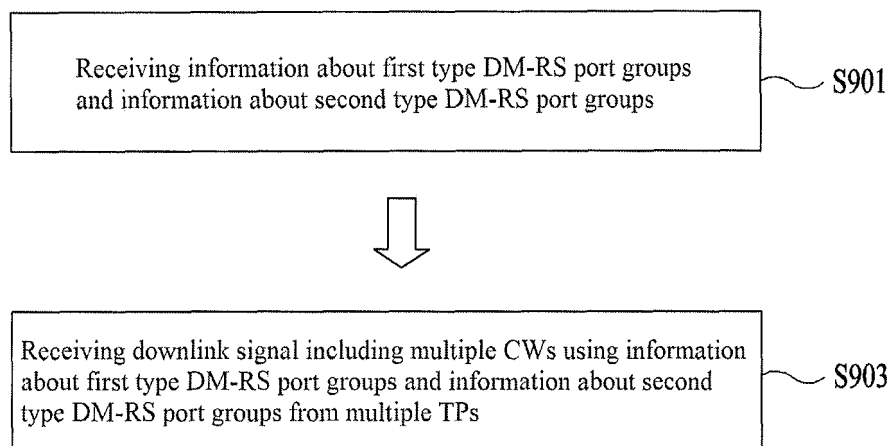 Receiving information about first type DM-RS port groups
and information about second type DM-RS port groups
S901
Receiving downlink signal including multiple CWs using information
about first type DM-RS port groups and information about second
type DM-RS port groups from multiple TPs
S903